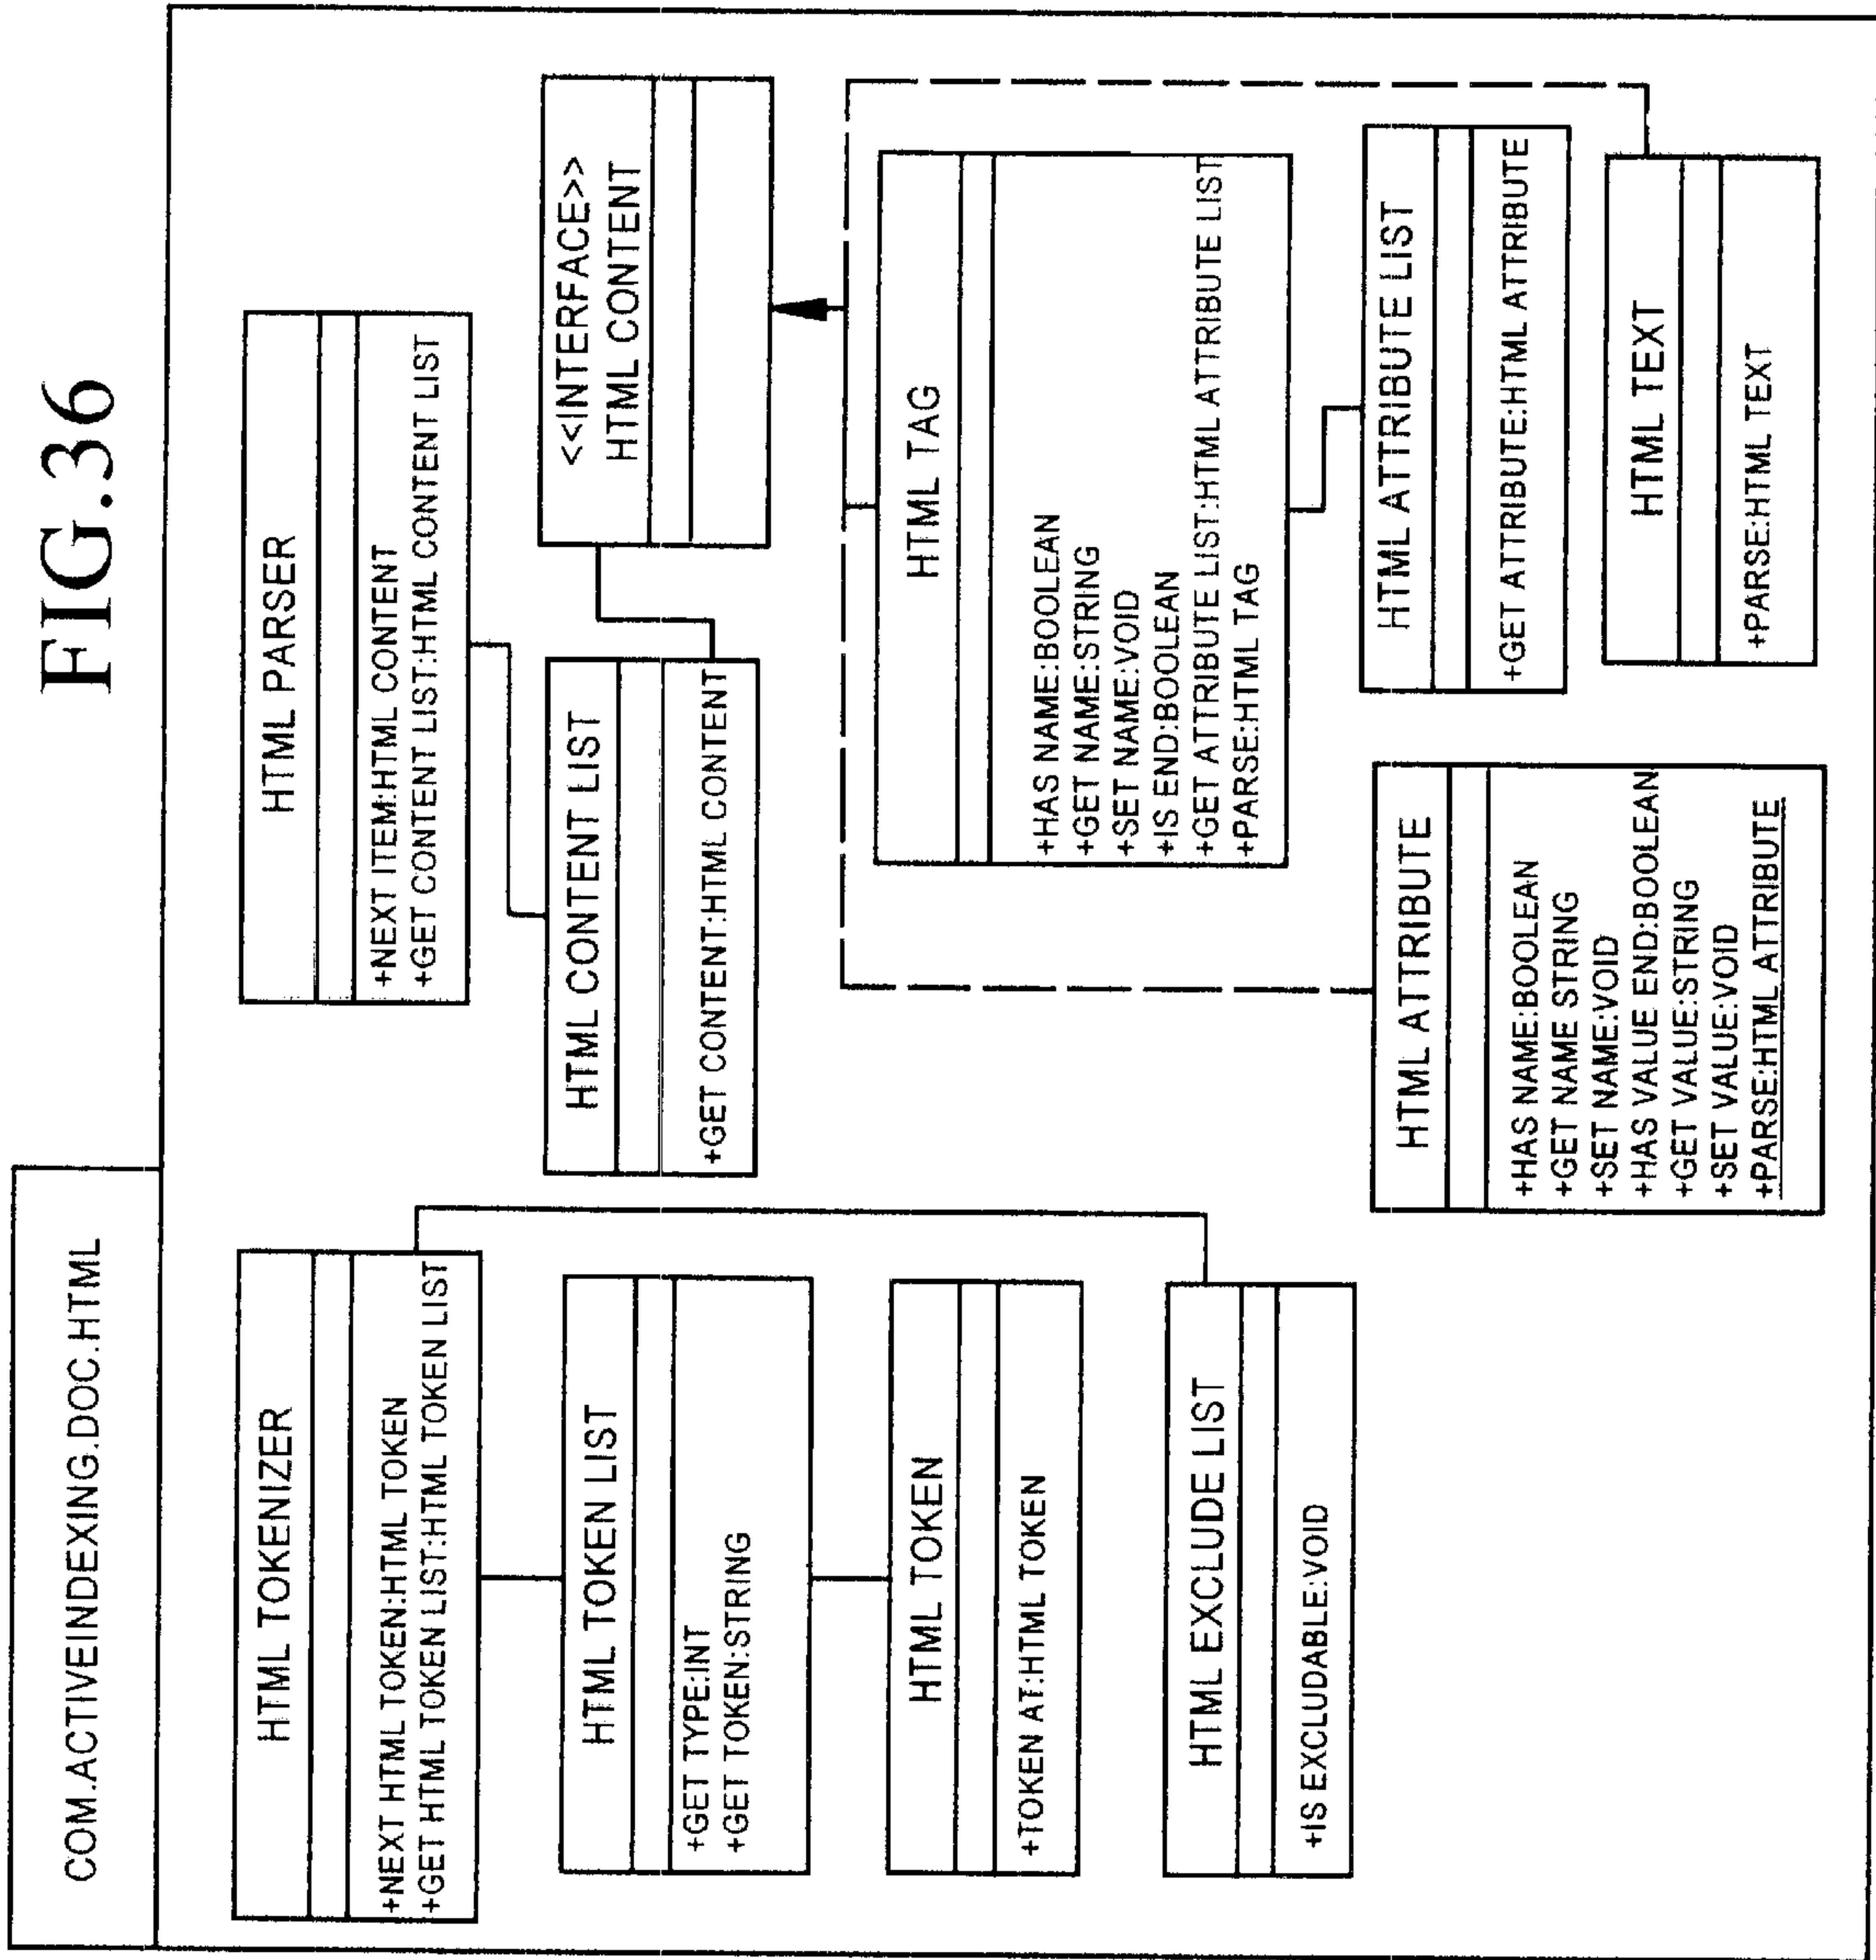 FIG.36
COM.ACTIVEINDEXING.DOC.HTML
HTML TOKENIZER
+NEXT HTML TOKEN:HTML TOKEN
+GET HTML TOKEN LIST:HTML TOKEN LIST
HTML TOKEN LIST
+GET TYPE:INT
+GET TOKEN:STRING
HTML TOKEN
+TOKEN AT:HTML TOKEN
HTML EXCLUDE LIST
+IS EXCLUDABLE:VOID
HTML PARSER
+NEXT ITEM:HTML CONTENT
+GET CONTENT LIST:HTML CONTENT LIST
HTML CONTENT LIST
+GET CONTENT:HTML CONTENT
<<INTERFACE>>
HTML CONTENT
HTML TAG
+HAS NAME:BOOLEAN
+GET NAME:STRING
+SET NAME:VOID
+IS END:BOOLEAN
+GET ATTRIBUTE LIST:HTML ATTRIBUTE LIST
+PARSE:HTML TAG
HTML ATTRIBUTE
+HAS NAME:BOOLEAN
+GET NAME STRING
+SET NAME:VOID
+HAS VALUE END:BOOLEAN
+GET VALUE:STRING
+SET VALUE:VOID
+PARSE:HTML ATTRIBUTE
HTML ATTRIBUTE LIST
+GET ATTRIBUTE:HTML ATTRIBUTE
HTML TEXT
+PARSE:HTML TEXT